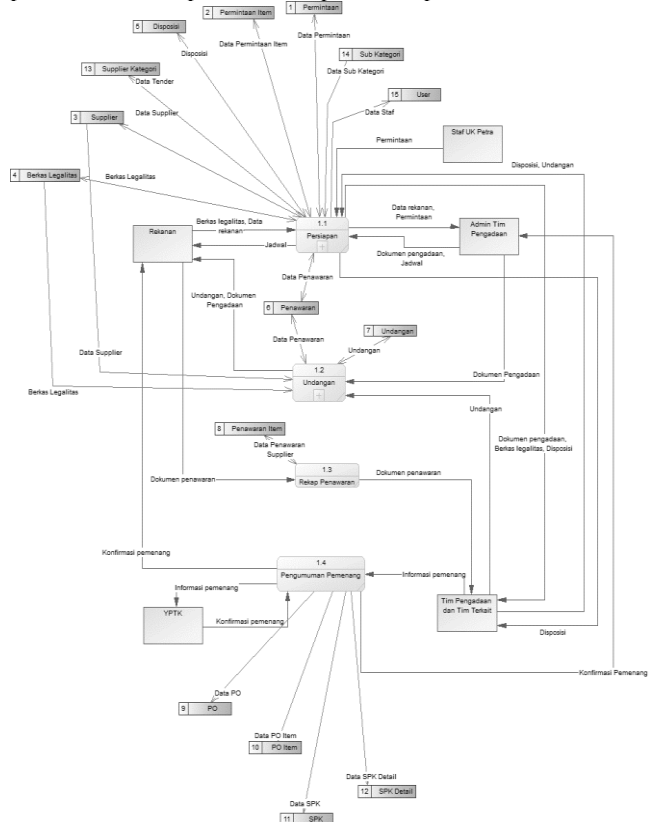 1 Permintaan
2 Permintaan Item
Data Permintaan
5 Disposisi
Data Permintaan Item
Disposisi
14 Sub Kategori
13 Supplier Kategori
Data Sub Kategori
Data Tender
15 User
Data Supplier
Data Staf
3 Supplier
Staf UK Petra
Permintaan
Disposisi, Undangan
4 Berkas Legalitas
Berkas Legalitas
Data rekanan,
Permintaan
Berkas legalitas, Data
rekanan
1.1
Persiapan
Rekanan
Admin Tim
Pengadaan
Jadwal
Dokumen pengadaan,
Jadwal
Data Penawaran
Undangan, Dokumen
Pengadaan
6 Penawaran
7 Undangan
Data Penawaran
Undangan
Data Supplier
1.2
Undangan
Dokumen Pengadaan
Berkas Legalitas
Undangan
8 Penawaran Item
Data Penawaran
Supplier
Dokumen pengadaan,
Berkas legalitas, Disposisi
1.3
Rekap Penawaran
Dokumen penawaran
Dokumen penawaran
Konfirmasi pemenang
1.4
Pengumuman Pemenang
Informasi pemenang
Informasi pemenang
YPTK
Konfirmasi pemenang
Tim Pengadaan
dan Tim Terkait
Disposisi
Konfirmasi Pemenang
Data PO
9 PO
Data PO Item
10 PO Item
Data SPK Detail
12 SPK Detail
Data SPK
11 SPK